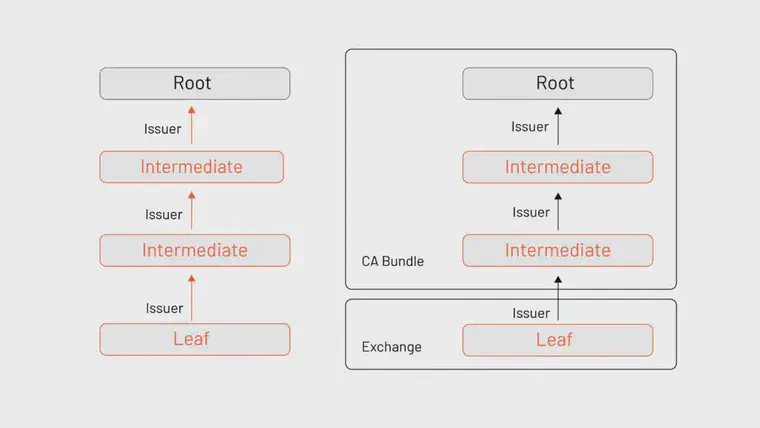 Root
Issuer
Intermediate
Issuer
Intermediate
Issuer
Leaf
Root
Issuer
Intermediate
Issuer
Intermediate
CA Bundle
Issuer
Exchange
Leaf